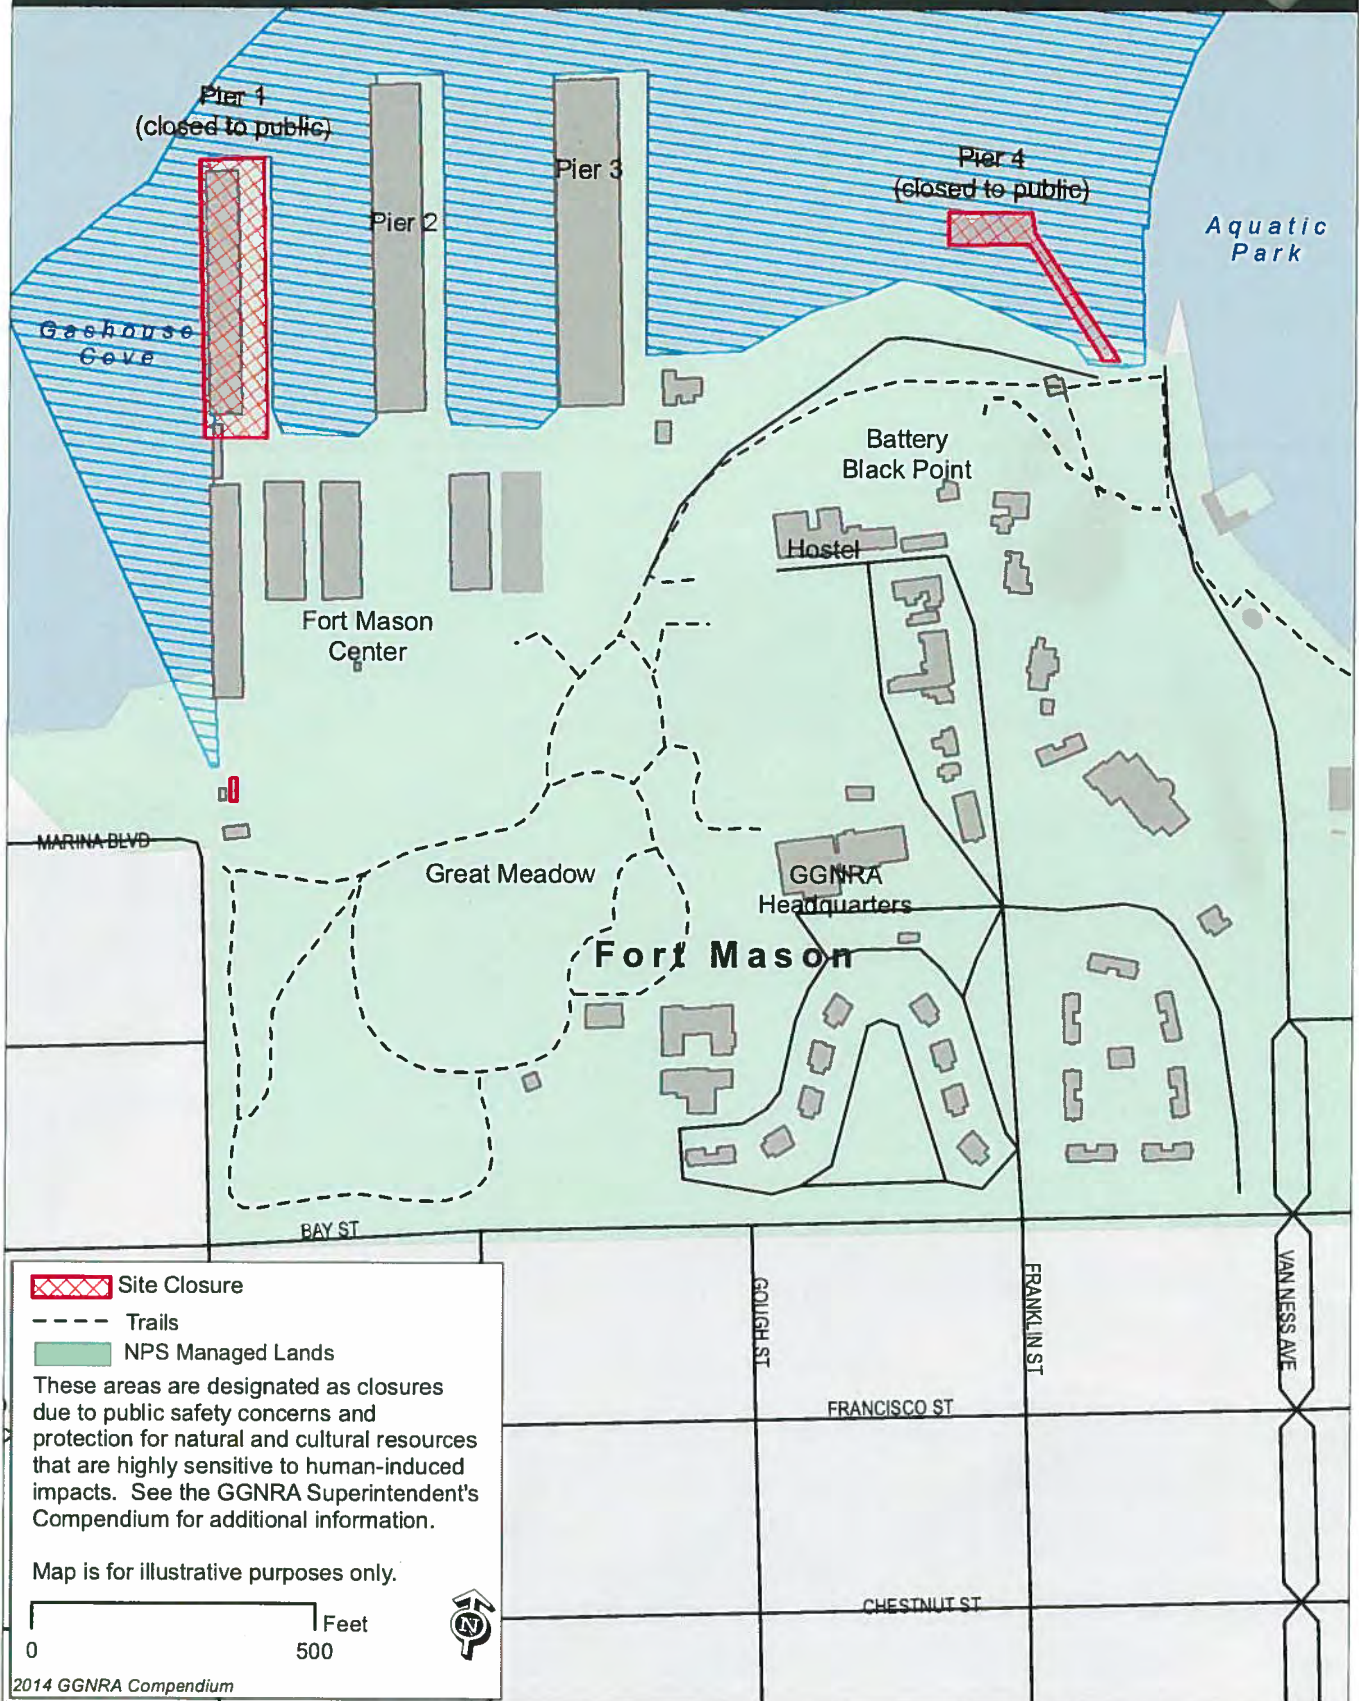 Pier 1
(closed to public)
Pier 2
Pier 3
Pier 4
(closed to public)
Aquatic
Park
Gashouse
Cove
Battery
Black Point
Hostel
Fort Mason
Center
MARINA BLVD
Great Meadow
GGNRA
Headquarters
Fort Mason
BAY ST
GOUGH ST
FRANKLIN ST
VAN NESS AVE
FRANCISCO ST
CHESTNUT ST
Site Closure
Trails
NPS Managed Lands
These areas are designated as closures
due to public safety concerns and
protection for natural and cultural resources
that are highly sensitive to human-induced
impacts. See the GGNRA Superintendent's
Compendium for additional information.
Map is for illustrative purposes only.
Feet
0 500
N
2014 GGNRA Compendium